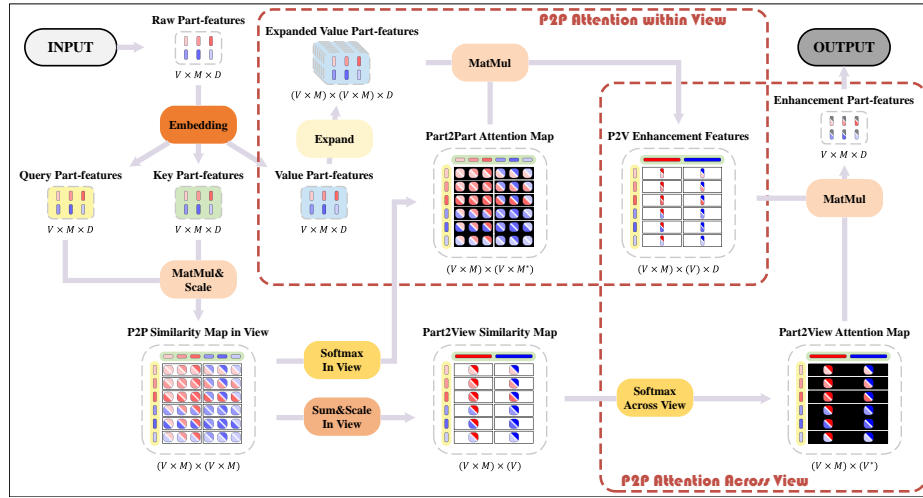 INPUT
Raw Part-features
V × M × D
Embedding
Query Part-features
V × M × D
Key Part-features
V × M × D
Value Part-features
V × M × D
Expand
Expanded Value Part-features
(V × M) × (V × M) × D
P2P Attention within View
MatMul
Part2Part Attention Map
(V × M) × (V × M*)
P2V Enhancement Features
(V × M) × (V) × D
OUTPUT
Enhancement Part-features
V × M × D
MatMul
MatMul&
Scale
P2P Similarity Map in View
(V × M) × (V × M)
Softmax
In View
Sum&Scale
In View
Part2View Similarity Map
(V × M) × (V)
Softmax
Across View
Part2View Attention Map
(V × M) × (V*)
P2P Attention Across View